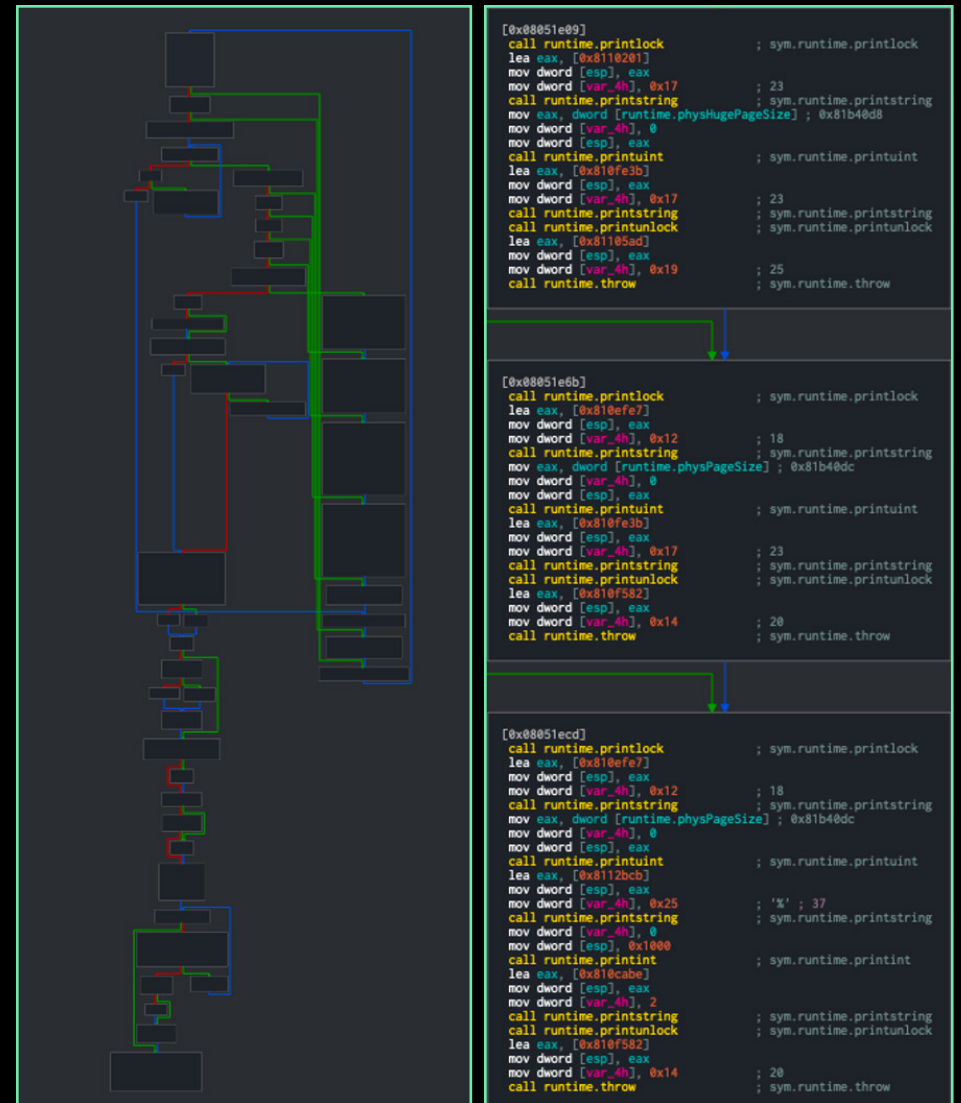 [0x08051e09]
call runtime.printlock ; sym.runtime.printlock
lea eax, [0x8110201]
mov dword [esp], eax
mov dword [var_4h], 0x17 ; 23
call runtime.printstring ; sym.runtime.printstring
mov eax, dword [runtime.physHugePageSize] ; 0x81b40d8
mov dword [var_4h], 0
mov dword [esp], eax
call runtime.printuint ; sym.runtime.printuint
lea eax, [0x810fe3b]
mov dword [esp], eax
mov dword [var_4h], 0x17 ; 23
call runtime.printstring ; sym.runtime.printstring
call runtime.printunlock ; sym.runtime.printunlock
lea eax, [0x81105ad]
mov dword [esp], eax
mov dword [var_4h], 0x19 ; 25
call runtime.throw ; sym.runtime.throw
[0x08051e6b]
call runtime.printlock ; sym.runtime.printlock
lea eax, [0x810efe7]
mov dword [esp], eax
mov dword [var_4h], 0x12 ; 18
call runtime.printstring ; sym.runtime.printstring
mov eax, dword [runtime.physPageSize] ; 0x81b40dc
mov dword [var_4h], 0
mov dword [esp], eax
call runtime.printuint ; sym.runtime.printuint
lea eax, [0x810fe3b]
mov dword [esp], eax
mov dword [var_4h], 0x17 ; 23
call runtime.printstring ; sym.runtime.printstring
call runtime.printunlock ; sym.runtime.printunlock
lea eax, [0x810f582]
mov dword [esp], eax
mov dword [var_4h], 0x14 ; 20
call runtime.throw ; sym.runtime.throw
[0x08051ecd]
call runtime.printlock ; sym.runtime.printlock
lea eax, [0x810efe7]
mov dword [esp], eax
mov dword [var_4h], 0x12 ; 18
call runtime.printstring ; sym.runtime.printstring
mov eax, dword [runtime.physPageSize] ; 0x81b40dc
mov dword [var_4h], 0
mov dword [esp], eax
call runtime.printuint ; sym.runtime.printuint
lea eax, [0x8112bcb]
mov dword [esp], eax
mov dword [var_4h], 0x25 ; '%' ; 37
call runtime.printstring ; sym.runtime.printstring
mov dword [var_4h], 0
mov dword [esp], 0x1000
call runtime.printint ; sym.runtime.printint
lea eax, [0x810cabe]
mov dword [esp], eax
mov dword [var_4h], 2
call runtime.printstring ; sym.runtime.printstring
call runtime.printunlock ; sym.runtime.printunlock
lea eax, [0x810f582]
mov dword [esp], eax
mov dword [var_4h], 0x14 ; 20
call runtime.throw ; sym.runtime.throw